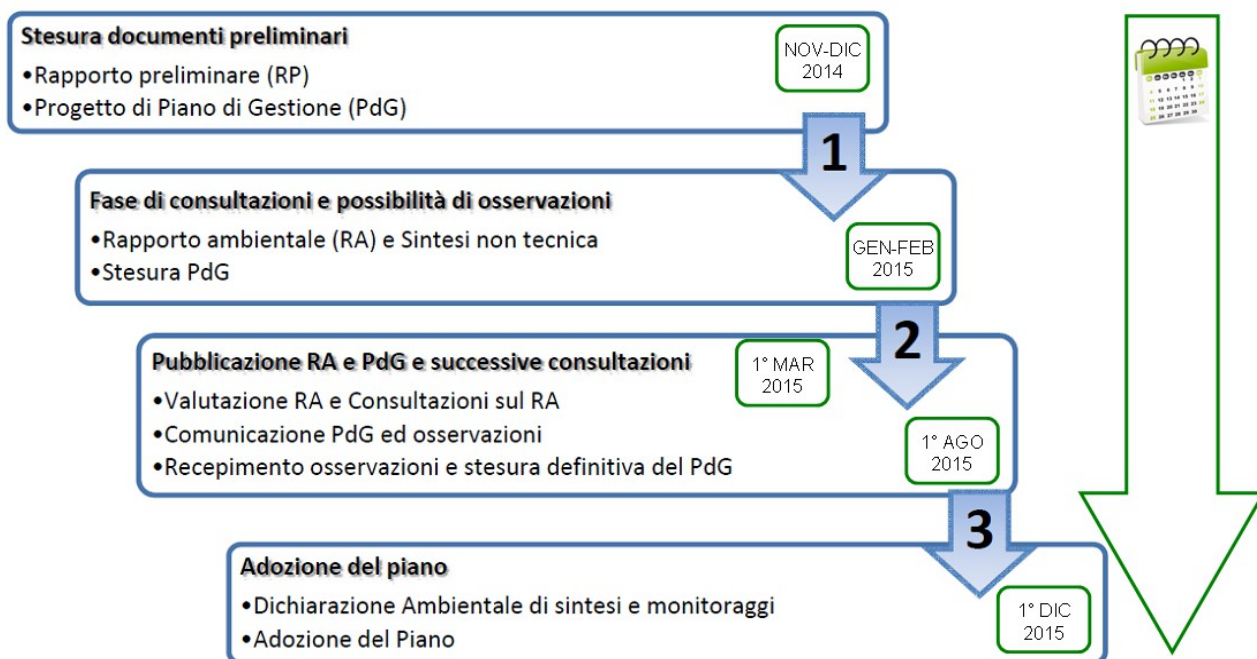 Stesura documenti preliminari
•Rapporto preliminare (RP)
•Progetto di Piano di Gestione (PdG)
NOV-DIC
2014
1
Fase di consultazioni e possibilità di osservazioni
•Rapporto ambientale (RA) e Sintesi non tecnica
•Stesura PdG
GEN-FEB
2015
2
Pubblicazione RA e PdG e successive consultazioni
1° MAR
2015
•Valutazione RA e Consultazioni sul RA
•Comunicazione PdG ed osservazioni
•Recepimento osservazioni e stesura definitiva del PdG
1° AGO
2015
3
Adozione del piano
•Dichiarazione Ambientale di sintesi e monitoraggi
•Adozione del Piano
1° DIC
2015